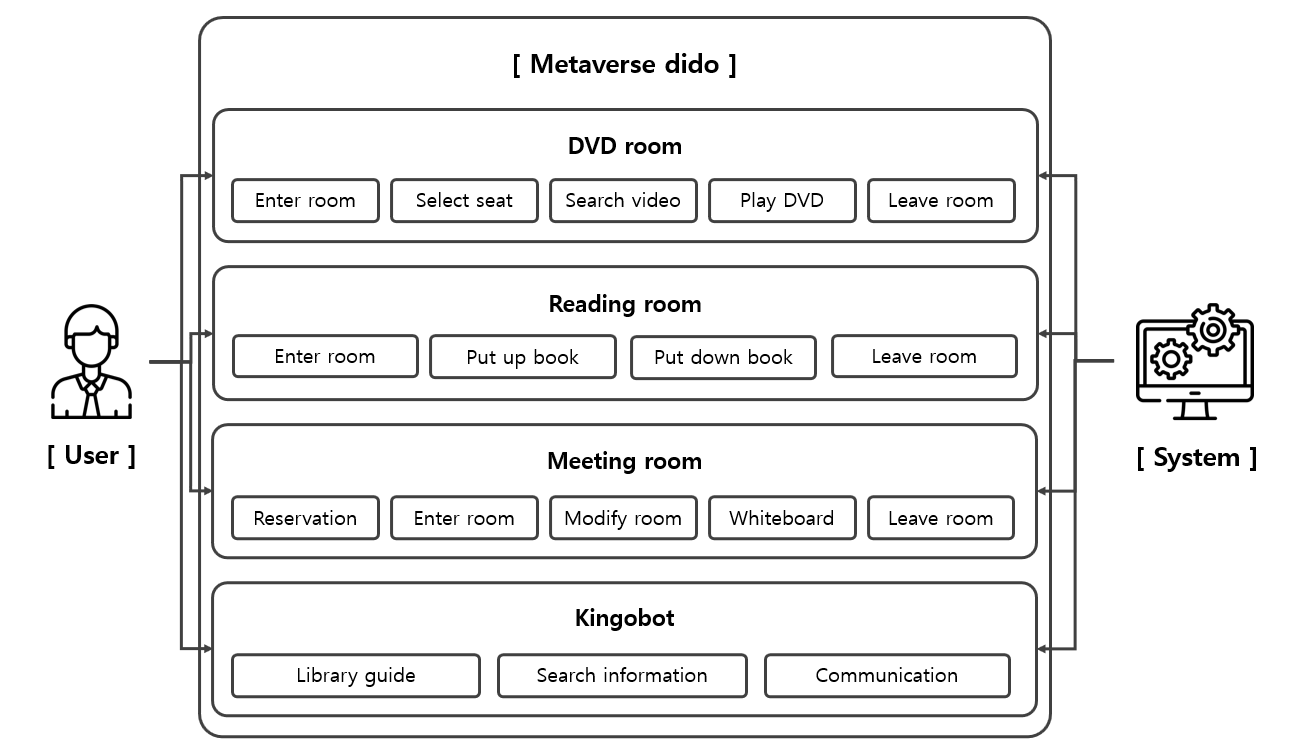 [ Metaverse dido ]
DVD room
Enter room
Select seat
Search video
Play DVD
Leave room
Reading room
Enter room
Put up book
Put down book
Leave room
[ User ]
[ System ]
Meeting room
Reservation
Enter room
Modify room
Whiteboard
Leave room
Kingobot
Library guide
Search information
Communication